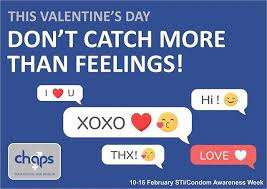 THIS VALENTINE'S DAY
DON'T CATCH MORE
THAN FEELINGS!
I ❤ U
Hi ! 😊
XOXO ❤ 😘
THX! 😘
LOVE ❤
chaps
10-16 February STI/Condom Awareness Week